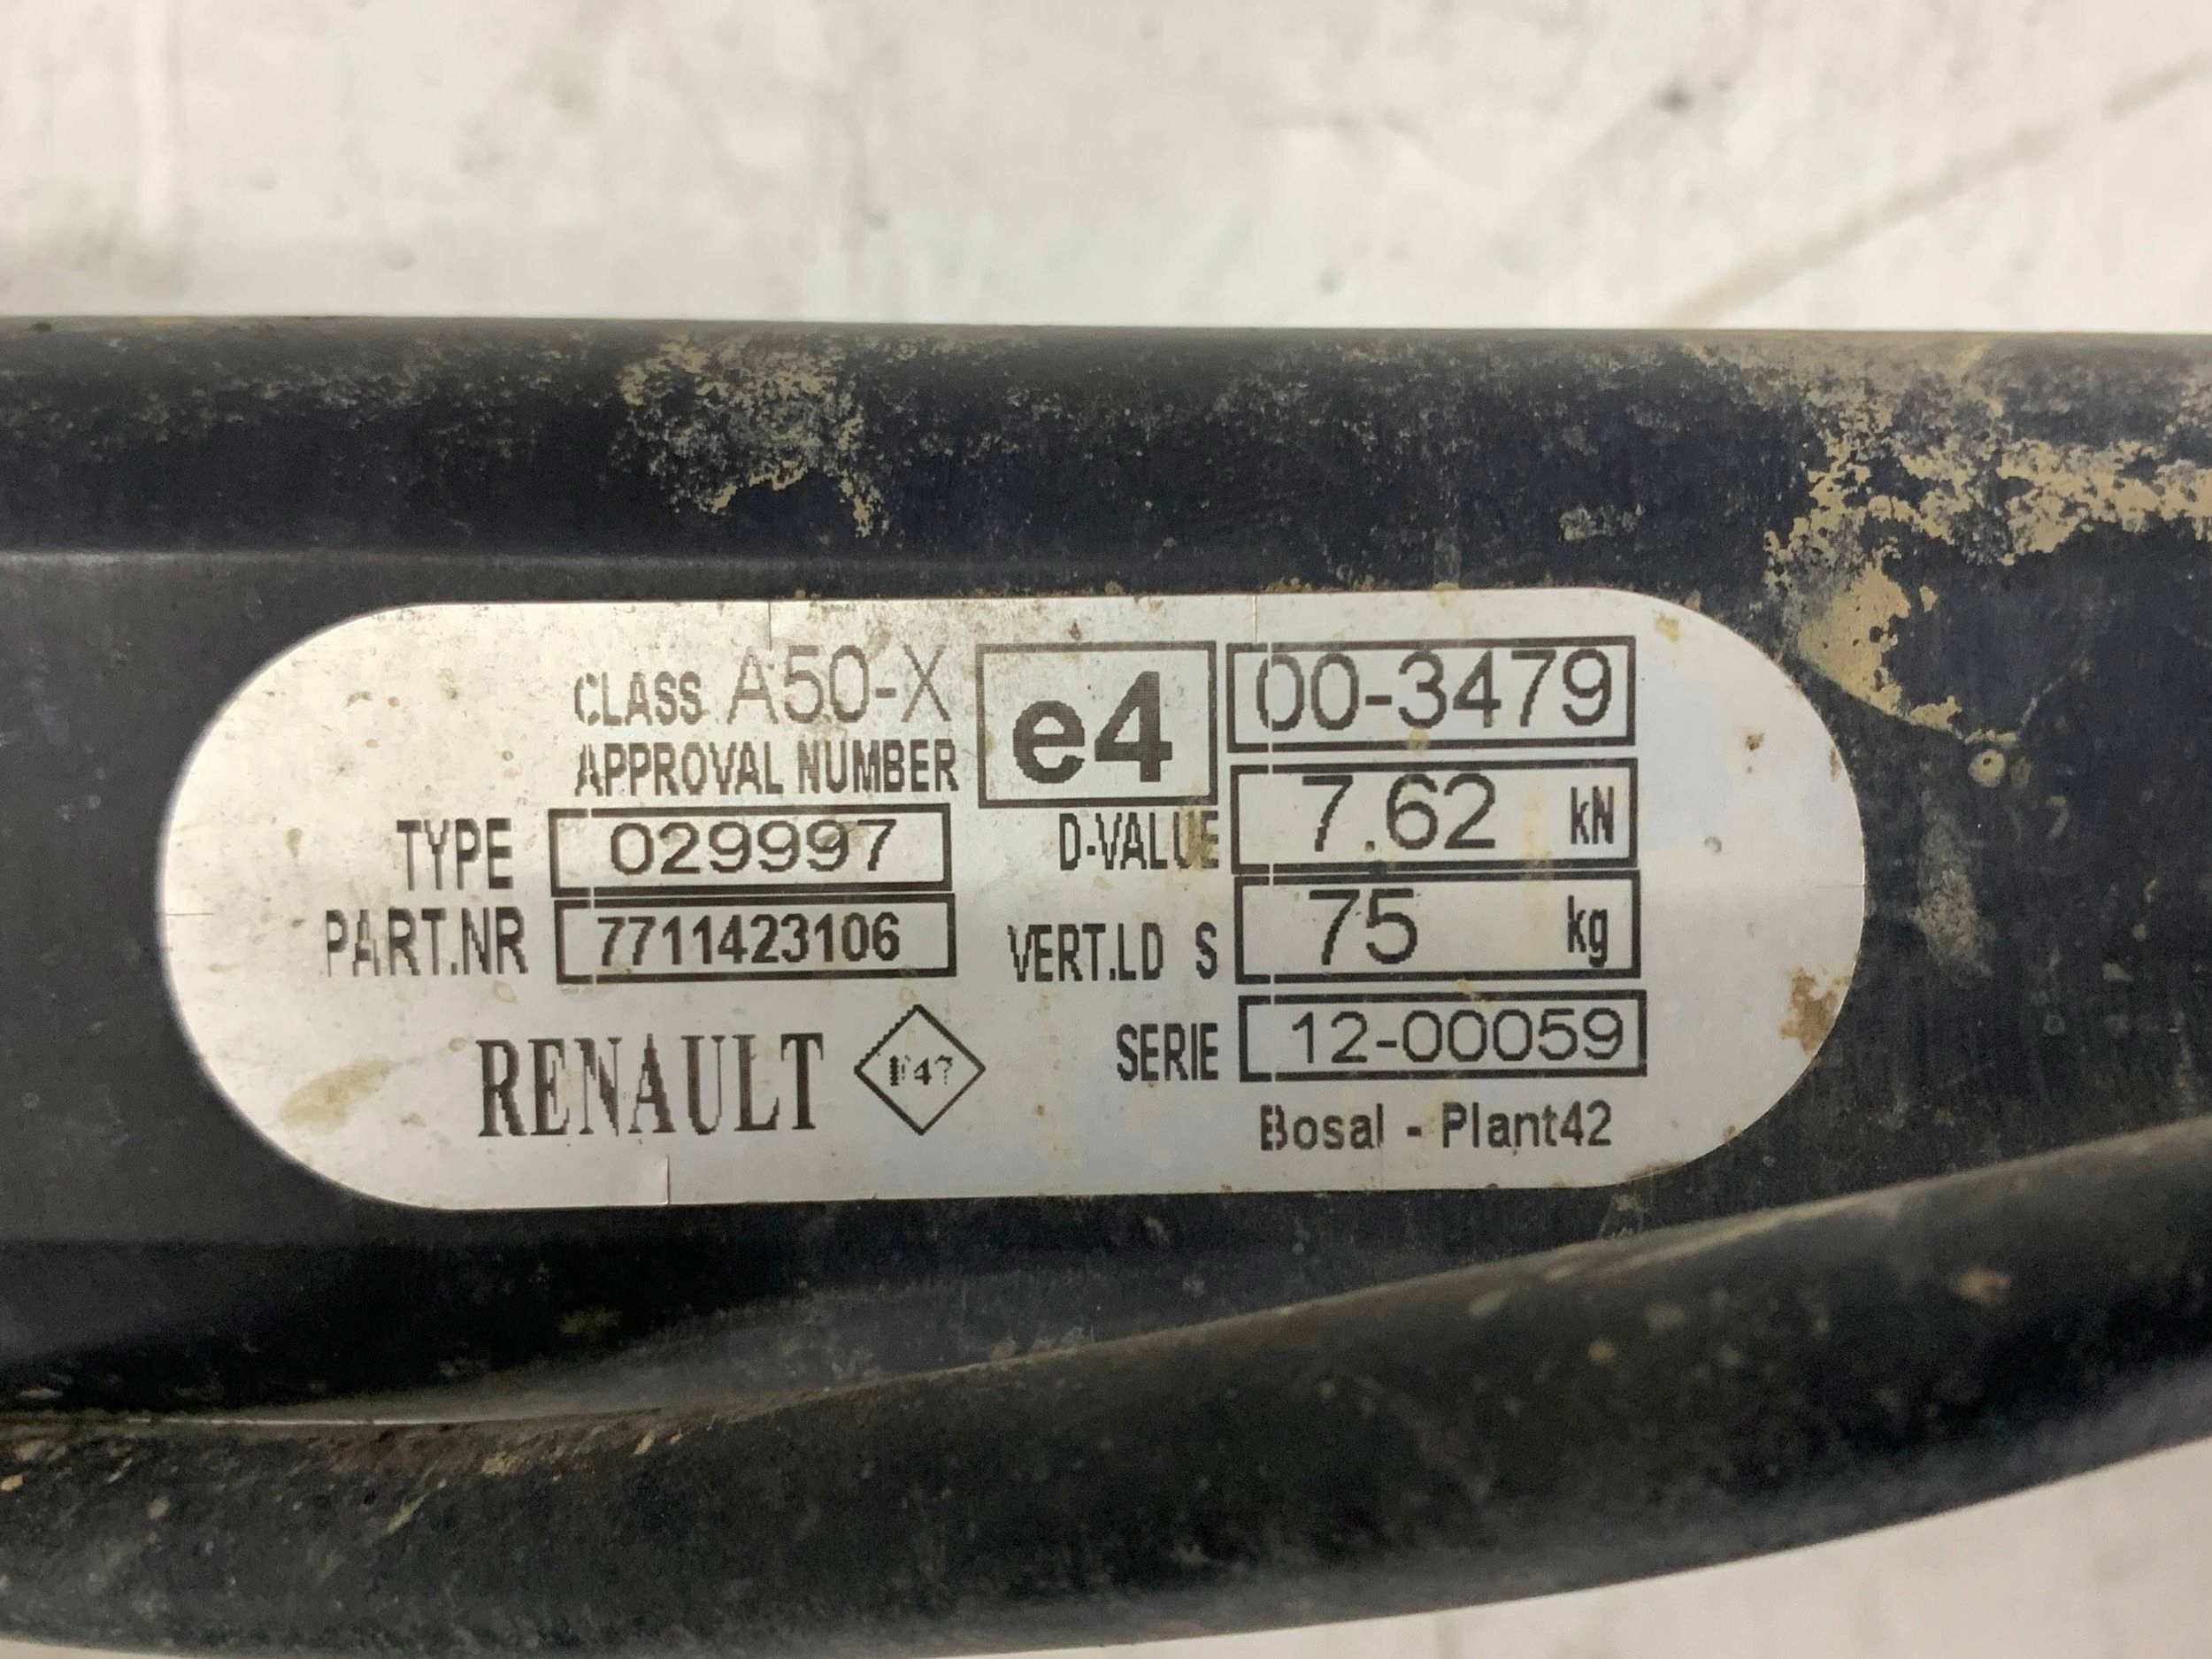 CLASS A50-X e4 00-3479
APPROVAL NUMBER
TYPE 029997 D-VALUE 7.62 kN
PART.NR 7711423106 VERT.LD S 75 kg
RENAULT SERIE 12-00059
Bosal - Plant42